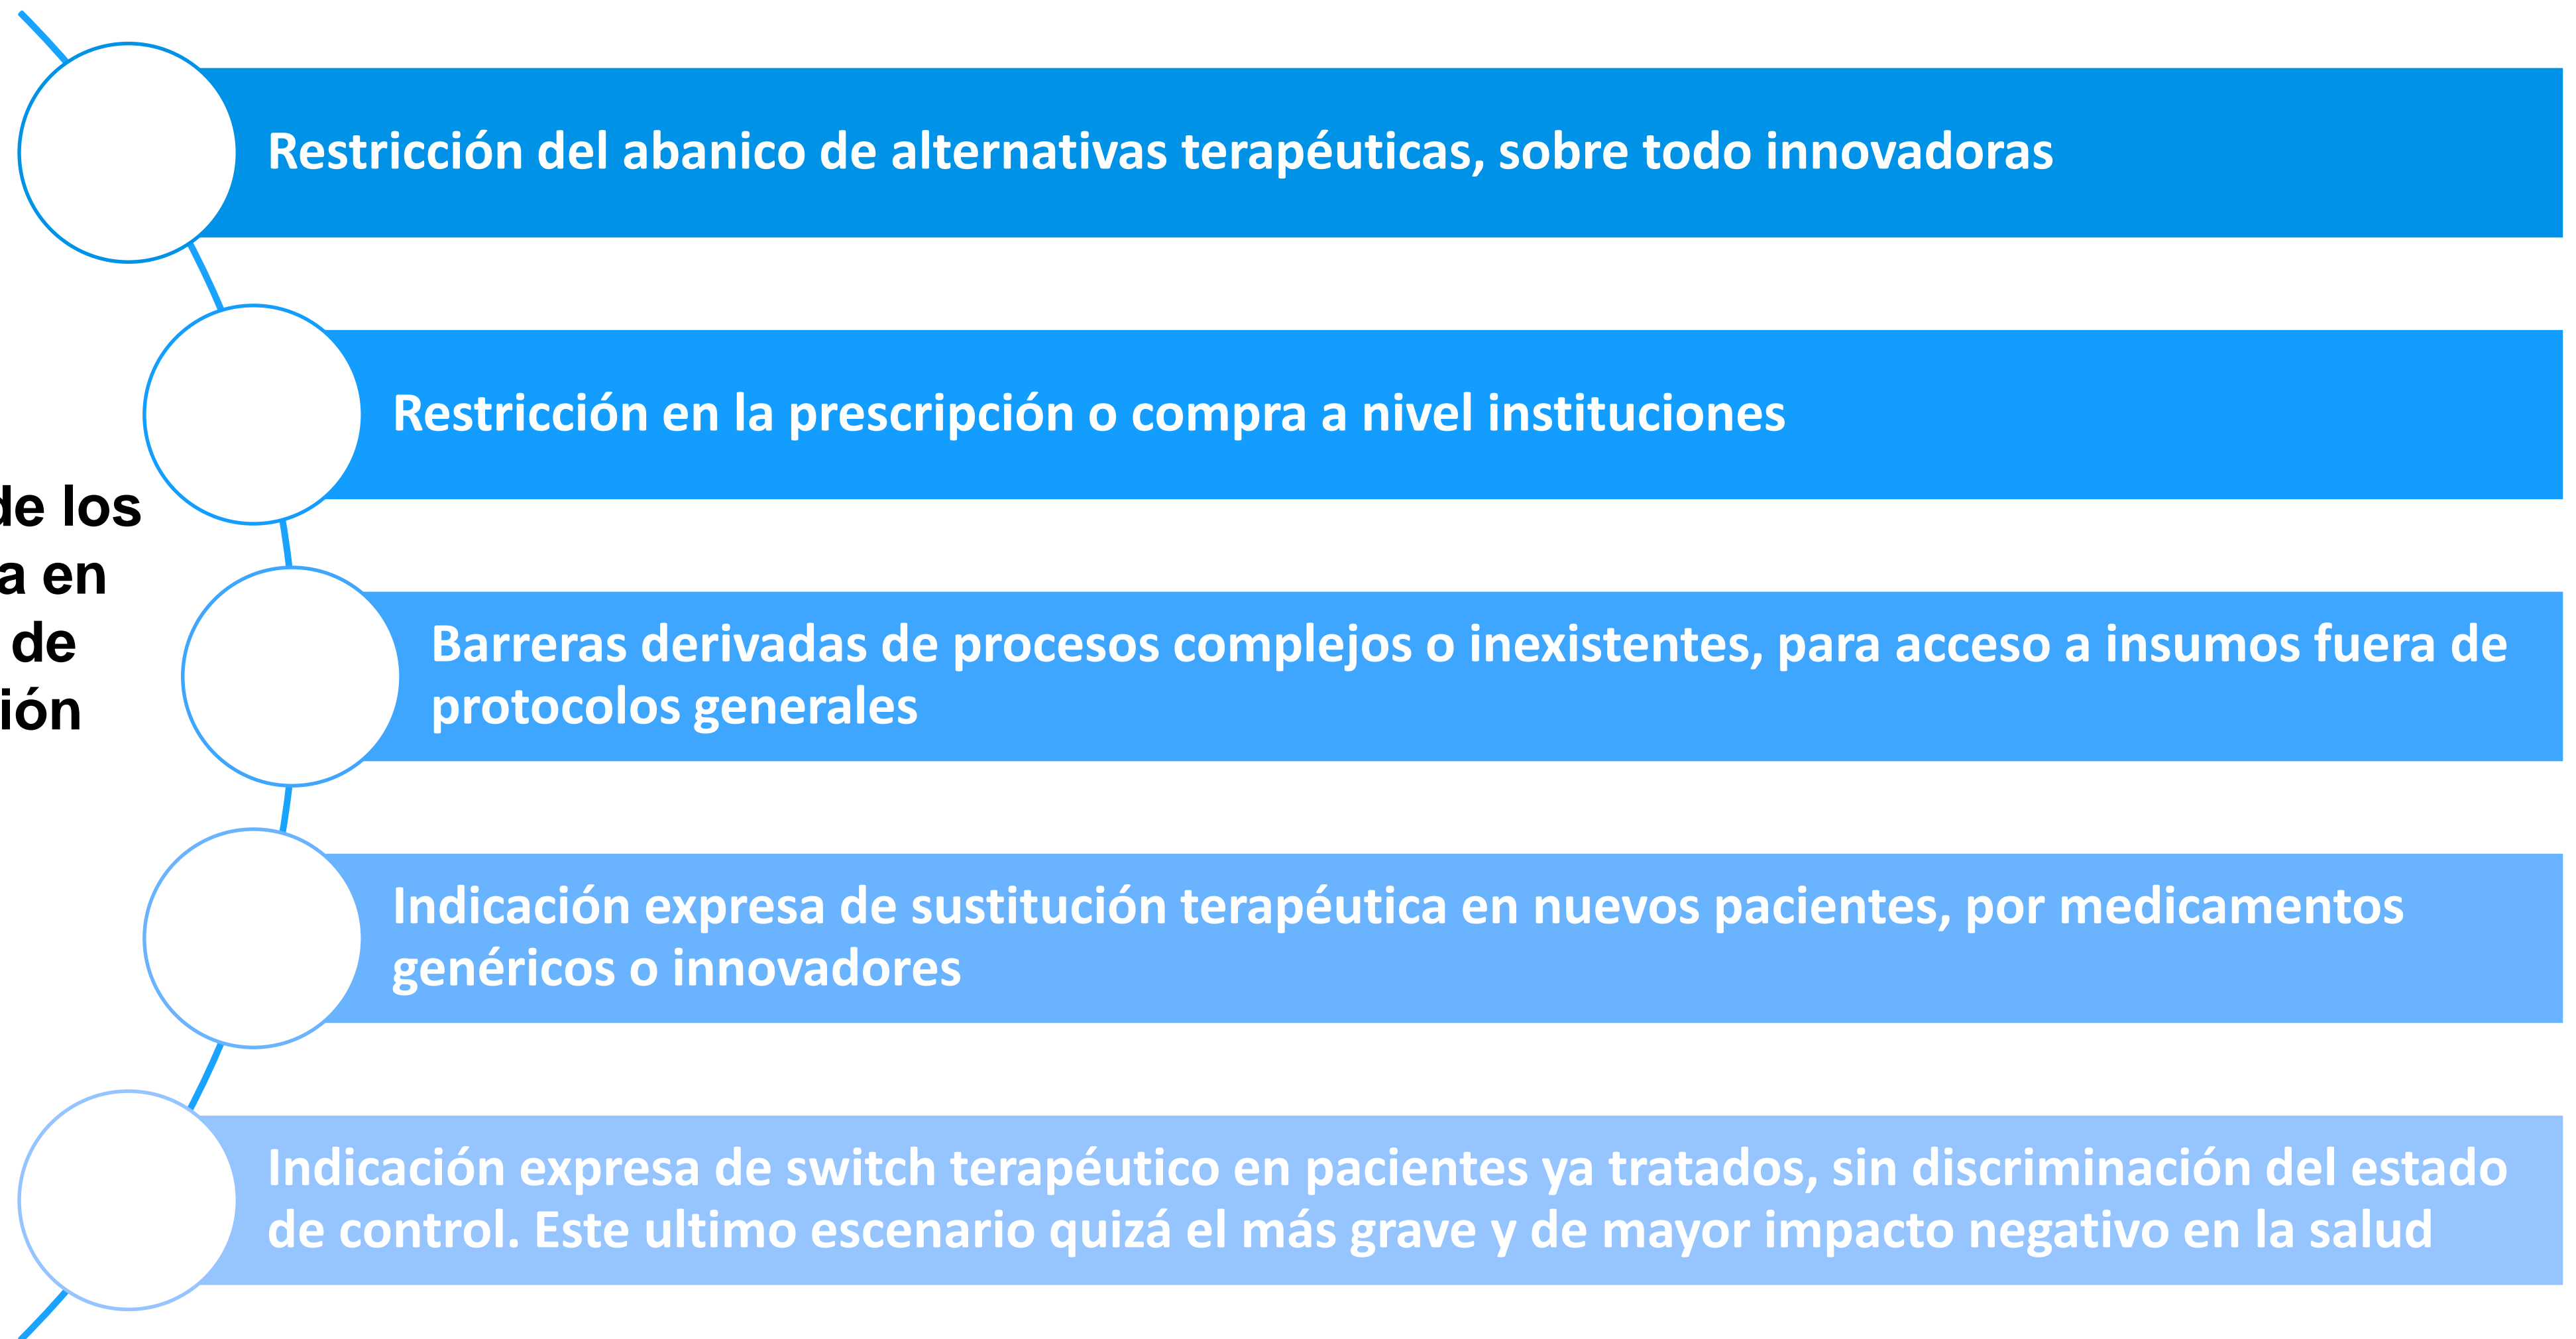 Restricción del abanico de alternativas terapéuticas, sobre todo innovadoras
Restricción en la prescripción o compra a nivel instituciones
de los
a en
de
ión
Barreras derivadas de procesos complejos o inexistentes, para acceso a insumos fuera de
protocolos generales
Indicación expresa de sustitución terapéutica en nuevos pacientes, por medicamentos
genéricos o innovadores
Indicación expresa de switch terapéutico en pacientes ya tratados, sin discriminación del estado
de control. Este ultimo escenario quizá el más grave y de mayor impacto negativo en la salud